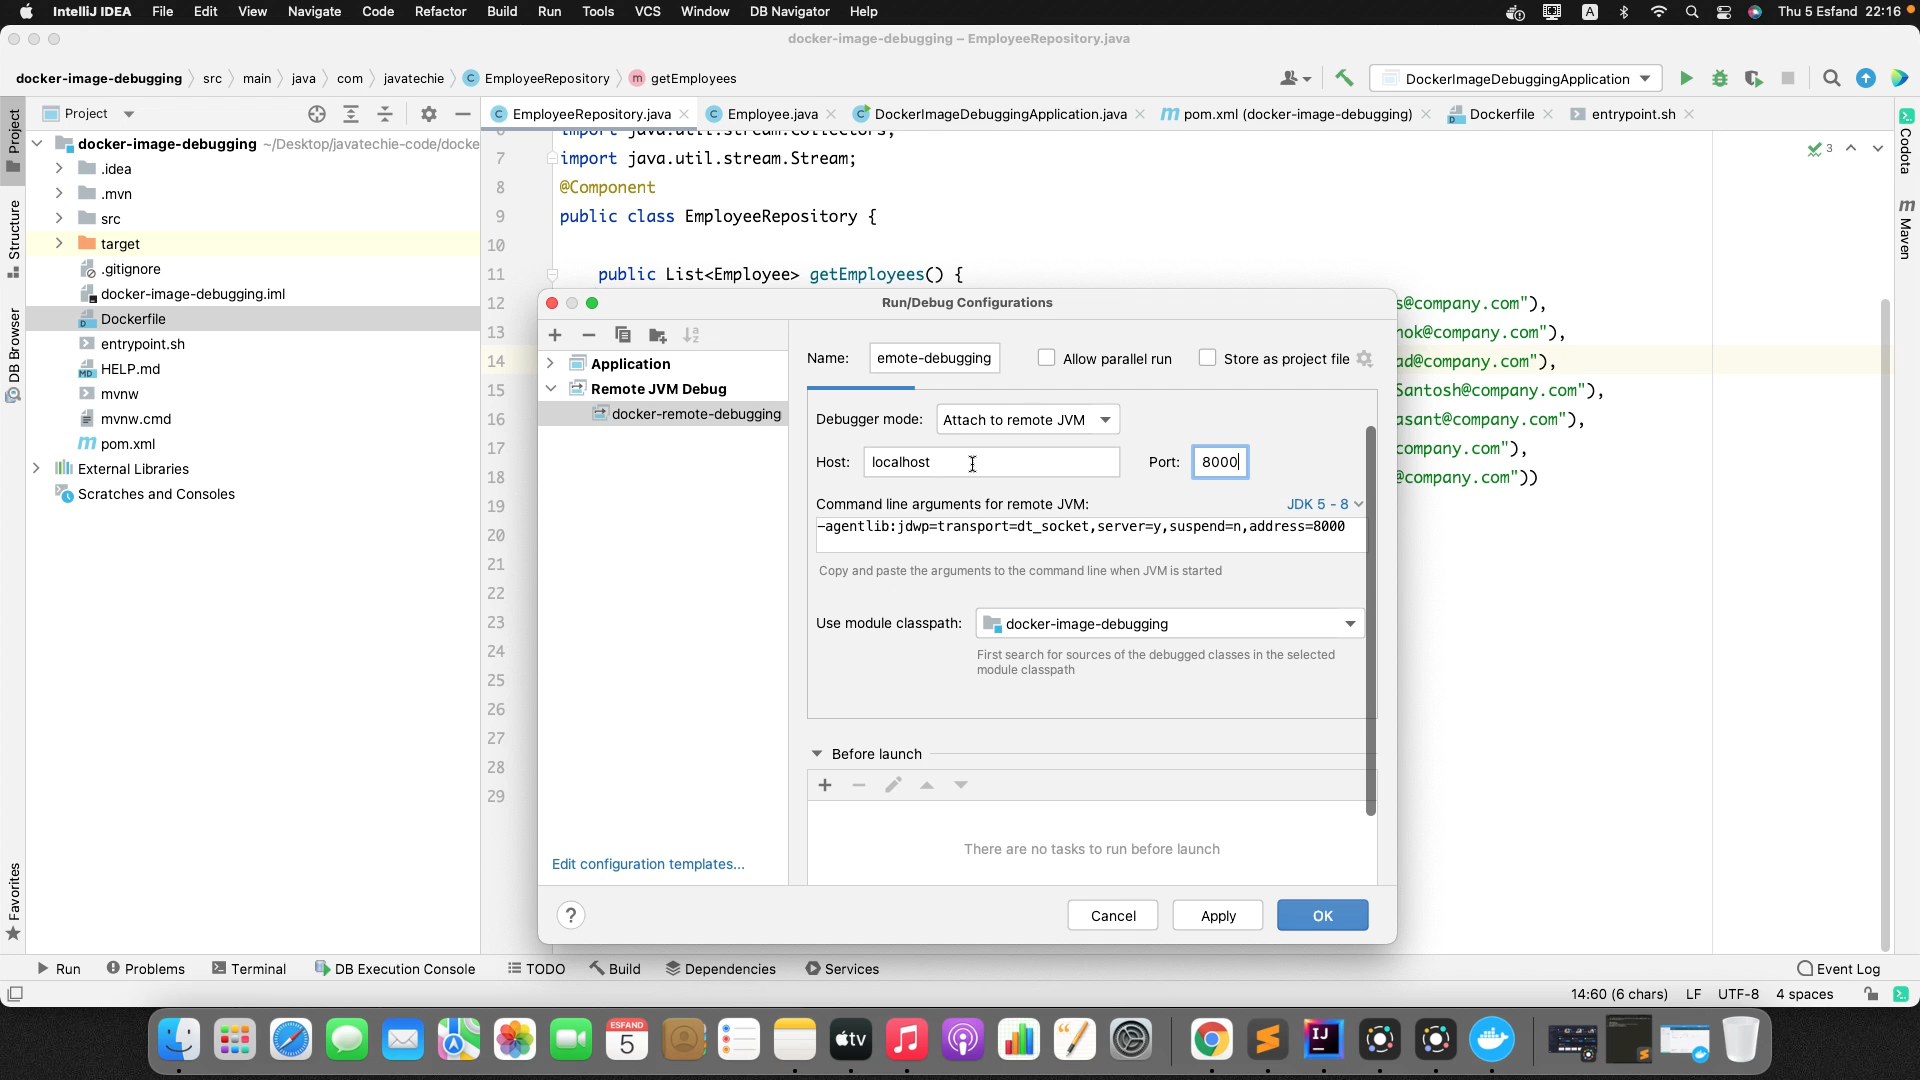 IntelliJ IDEA File Edit View Navigate Code Refactor Build Run Tools VCS Window DB Navigator Help A Thu 5 Esfand 22:16
docker-image-debugging – EmployeeRepository.java
docker-image-debugging src main java com javatechie C EmployeeRepository m getEmployees DockerImageDebuggingApplication
Project
C EmployeeRepository.java C Employee.java C DockerImageDebuggingApplication.java m pom.xml (docker-image-debugging) Dockerfile entrypoint.sh
Project
Structure
DB Browser
Favorites
docker-image-debugging ~/Desktop/javatechie-code/docke
.idea
.mvn
src
target
.gitignore
docker-image-debugging.iml
Dockerfile
entrypoint.sh
HELP.md
mvnw
mvnw.cmd
pom.xml
External Libraries
Scratches and Consoles
import java.util.stream.Collectors;
7 import java.util.stream.Stream;
8 @Component
9 public class EmployeeRepository {
10
11 public List<Employee> getEmployees() {
12 s@company.com"),
13 nok@company.com"),
14 ad@company.com"),
15 Santosh@company.com"),
16 asant@company.com"),
17 company.com"),
18 @company.com"))
19
20
21
22
23
24
25
26
27
28
29
3
Codota
Maven
Run/Debug Configurations
Application
Remote JVM Debug
docker-remote-debugging
Edit configuration templates...
Name: emote-debugging Allow parallel run Store as project file
Debugger mode: Attach to remote JVM
Host: localhost Port: 8000
Command line arguments for remote JVM: JDK 5 - 8
-agentlib:jdwp=transport=dt_socket,server=y,suspend=n,address=8000
Copy and paste the arguments to the command line when JVM is started
Use module classpath: docker-image-debugging
First search for sources of the debugged classes in the selected
module classpath
Before launch
There are no tasks to run before launch
? Cancel Apply OK
Run Problems Terminal DB Execution Console TODO Build Dependencies Services Event Log
14:60 (6 chars) LF UTF-8 4 spaces
ESFAND
5
tv
IJ